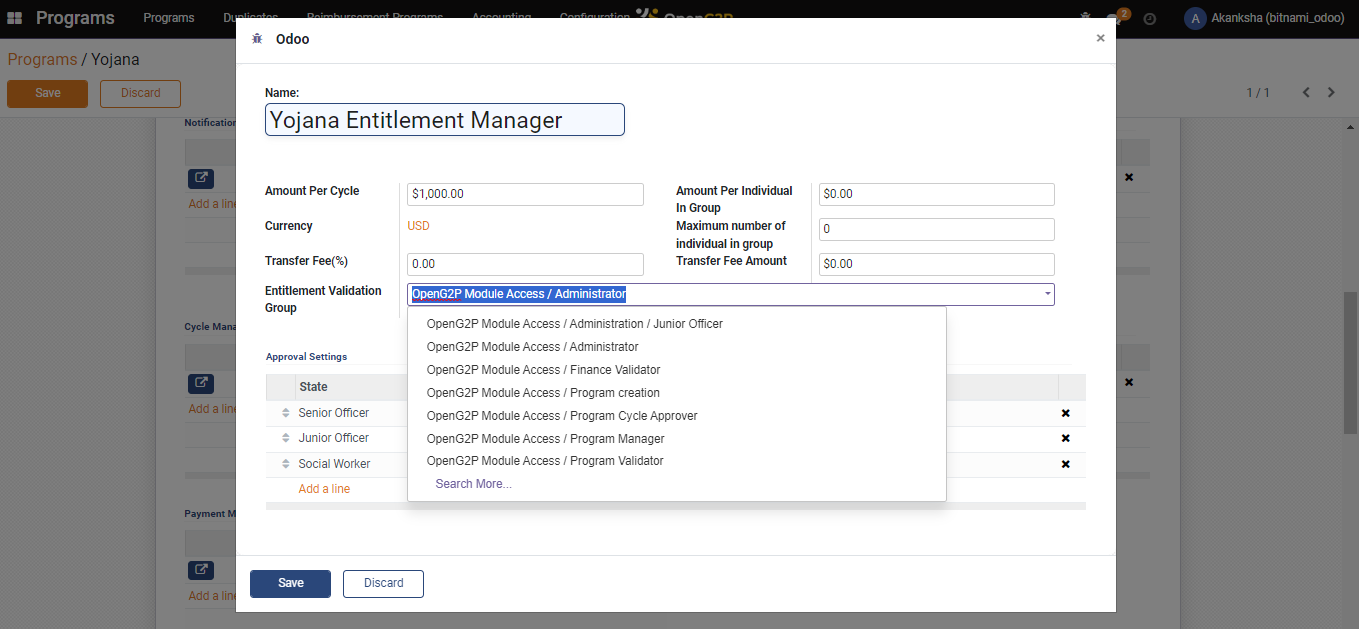 Programs Programs Duplicates Reimbursement Programs Accounting Configuration OpenG2P 2 A Akanksha (bitnami_odoo)
Odoo ×
Programs / Yojana
Save Discard 1 / 1
Name:
Yojana Entitlement Manager
Notification
Add a line
Amount Per Cycle $1,000.00 Amount Per Individual In Group $0.00
Currency USD Maximum number of individual in group 0
Transfer Fee(%) 0.00 Transfer Fee Amount $0.00
Entitlement Validation Group OpenG2P Module Access / Administrator
OpenG2P Module Access / Administration / Junior Officer
OpenG2P Module Access / Administrator
OpenG2P Module Access / Finance Validator
OpenG2P Module Access / Program creation
OpenG2P Module Access / Program Cycle Approver
OpenG2P Module Access / Program Manager
OpenG2P Module Access / Program Validator
Search More...
Cycle Mana
Add a line
Approval Settings
State
Senior Officer
Junior Officer
Social Worker
Add a line
Payment M
Add a line
Save Discard